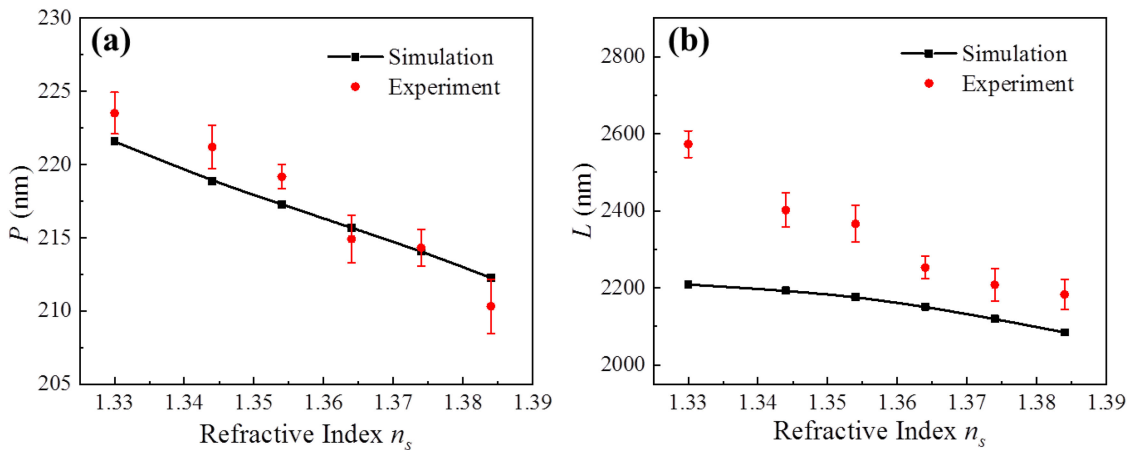 (a)
Simulation
Experiment
230
225
220
215
210
205
P (nm)
1.33 1.34 1.35 1.36 1.37 1.38 1.39
Refractive Index nₛ
(b)
Simulation
Experiment
2800
2600
2400
2200
2000
L (nm)
1.33 1.34 1.35 1.36 1.37 1.38 1.39
Refractive Index nₛ